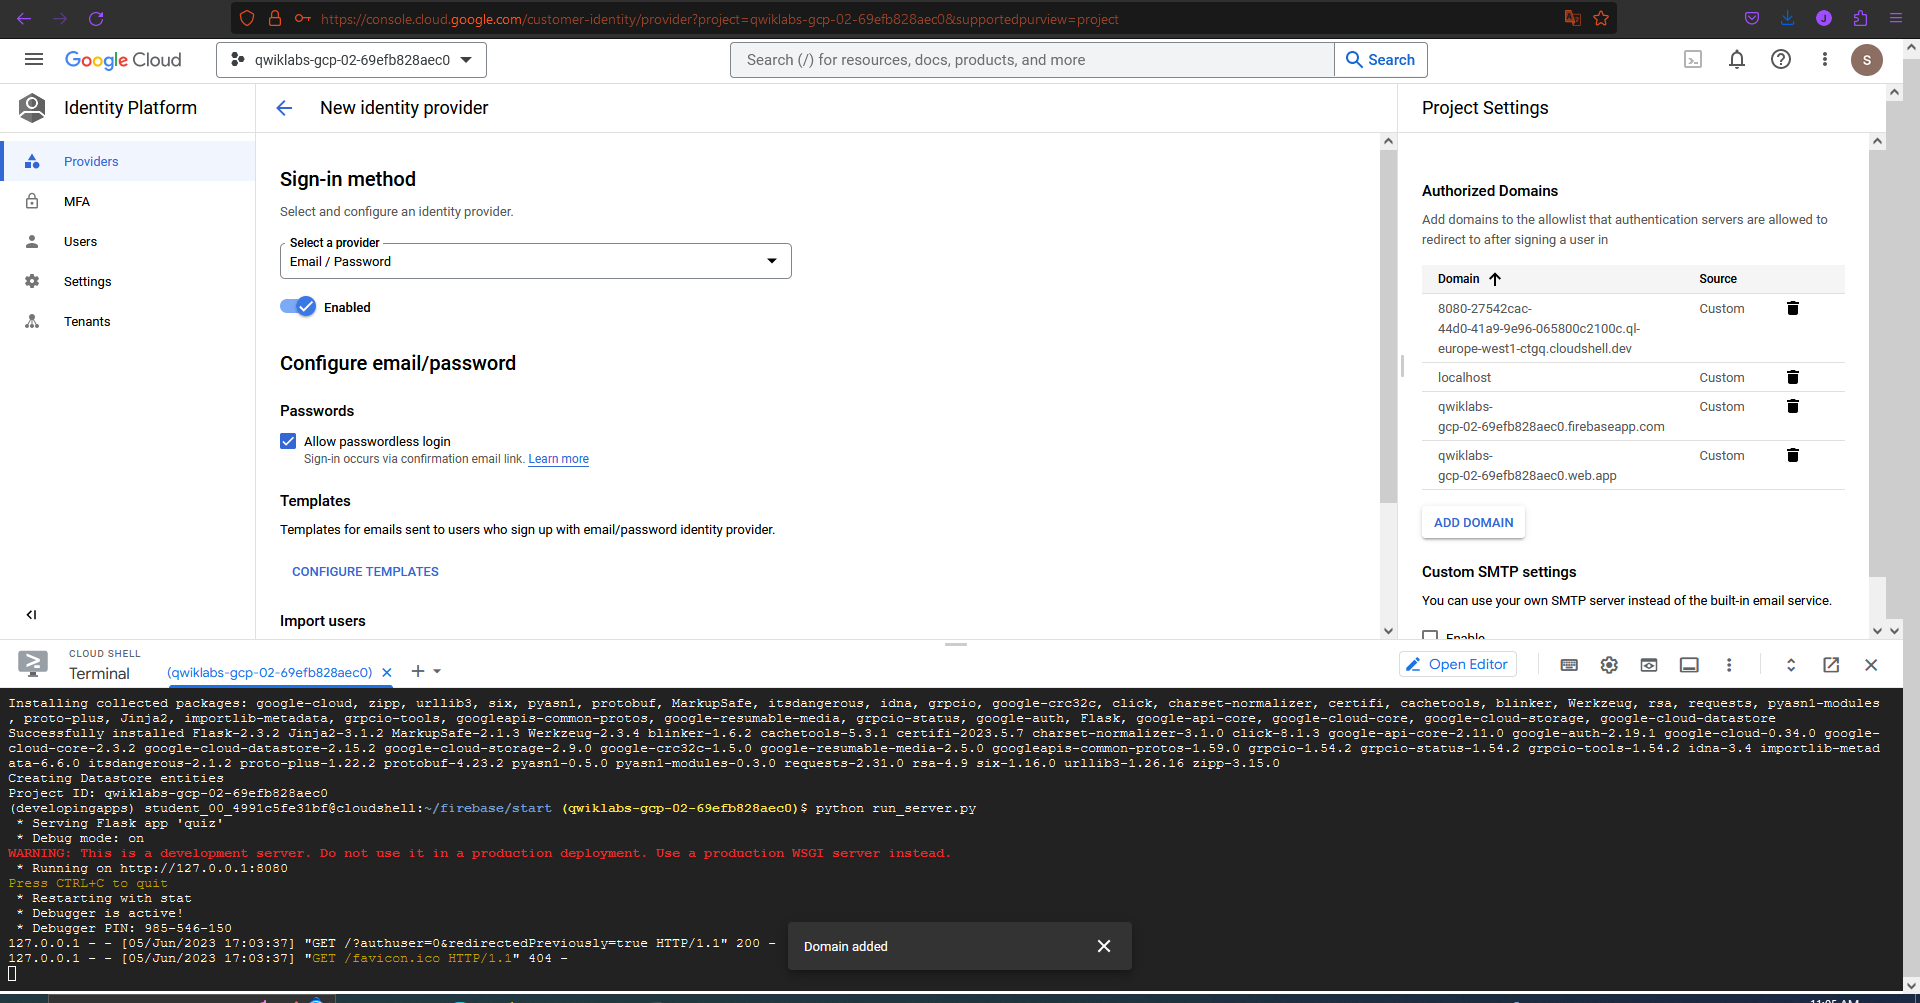 https://console.cloud.google.com/customer-identity/provider?project=qwiklabs-gcp-02-69efb828aec0&supportedpurview=project
Google Cloud
qwiklabs-gcp-02-69efb828aec0
Search (/) for resources, docs, products, and more
Search
S
Identity Platform
Providers
MFA
Users
Settings
Tenants
New identity provider
Sign-in method
Select and configure an identity provider.
Select a provider
Email / Password
Enabled
Configure email/password
Passwords
Allow passwordless login
Sign-in occurs via confirmation email link. Learn more
Templates
Templates for emails sent to users who sign up with email/password identity provider.
CONFIGURE TEMPLATES
Import users
Project Settings
Authorized Domains
Add domains to the allowlist that authentication servers are allowed to
redirect to after signing a user in
Domain Source
8080-27542cac- Custom
44d0-41a9-9e96-065800c2100c.ql-
europe-west1-ctgq.cloudshell.dev
localhost Custom
qwiklabs- Custom
gcp-02-69efb828aec0.firebaseapp.com
qwiklabs- Custom
gcp-02-69efb828aec0.web.app
ADD DOMAIN
Custom SMTP settings
You can use your own SMTP server instead of the built-in email service.
Enable
CLOUD SHELL
Terminal
(qwiklabs-gcp-02-69efb828aec0)
Open Editor
Installing collected packages: google-cloud, zipp, urllib3, six, pyasn1, protobuf, MarkupSafe, itsdangerous, idna, grpcio, google-crc32c, click, charset-normalizer, certifi, cachetools, blinker, Werkzeug, rsa, requests, pyasn1-modules
, proto-plus, Jinja2, importlib-metadata, grpcio-tools, googleapis-common-protos, google-resumable-media, grpcio-status, google-auth, Flask, google-api-core, google-cloud-core, google-cloud-storage, google-cloud-datastore
Successfully installed Flask-2.3.2 Jinja2-3.1.2 MarkupSafe-2.1.3 Werkzeug-2.3.4 blinker-1.6.2 cachetools-5.3.1 certifi-2023.5.7 charset-normalizer-3.1.0 click-8.1.3 google-api-core-2.11.0 google-auth-2.19.1 google-cloud-0.34.0 google-
cloud-core-2.3.2 google-cloud-datastore-2.15.2 google-cloud-storage-2.9.0 google-crc32c-1.5.0 google-resumable-media-2.5.0 googleapis-common-protos-1.59.0 grpcio-1.54.2 grpcio-status-1.54.2 grpcio-tools-1.54.2 idna-3.4 importlib-metad
ata-6.6.0 itsdangerous-2.1.2 proto-plus-1.22.2 protobuf-4.23.2 pyasn1-0.5.0 pyasn1-modules-0.3.0 requests-2.31.0 rsa-4.9 six-1.16.0 urllib3-1.26.16 zipp-3.15.0
Creating Datastore entities
Project ID: qwiklabs-gcp-02-69efb828aec0
(developingapps) student_00_4991c5fe31bf@cloudshell:~/firebase/start (qwiklabs-gcp-02-69efb828aec0)$ python run_server.py
* Serving Flask app 'quiz'
* Debug mode: on
WARNING: This is a development server. Do not use it in a production deployment. Use a production WSGI server instead.
* Running on http://127.0.0.1:8080
Press CTRL+C to quit
* Restarting with stat
* Debugger is active!
* Debugger PIN: 985-546-150
127.0.0.1 - - [05/Jun/2023 17:03:37] "GET /?authuser=0&redirectedPreviously=true HTTP/1.1" 200 -
127.0.0.1 - - [05/Jun/2023 17:03:37] "GET /favicon.ico HTTP/1.1" 404 -
Domain added